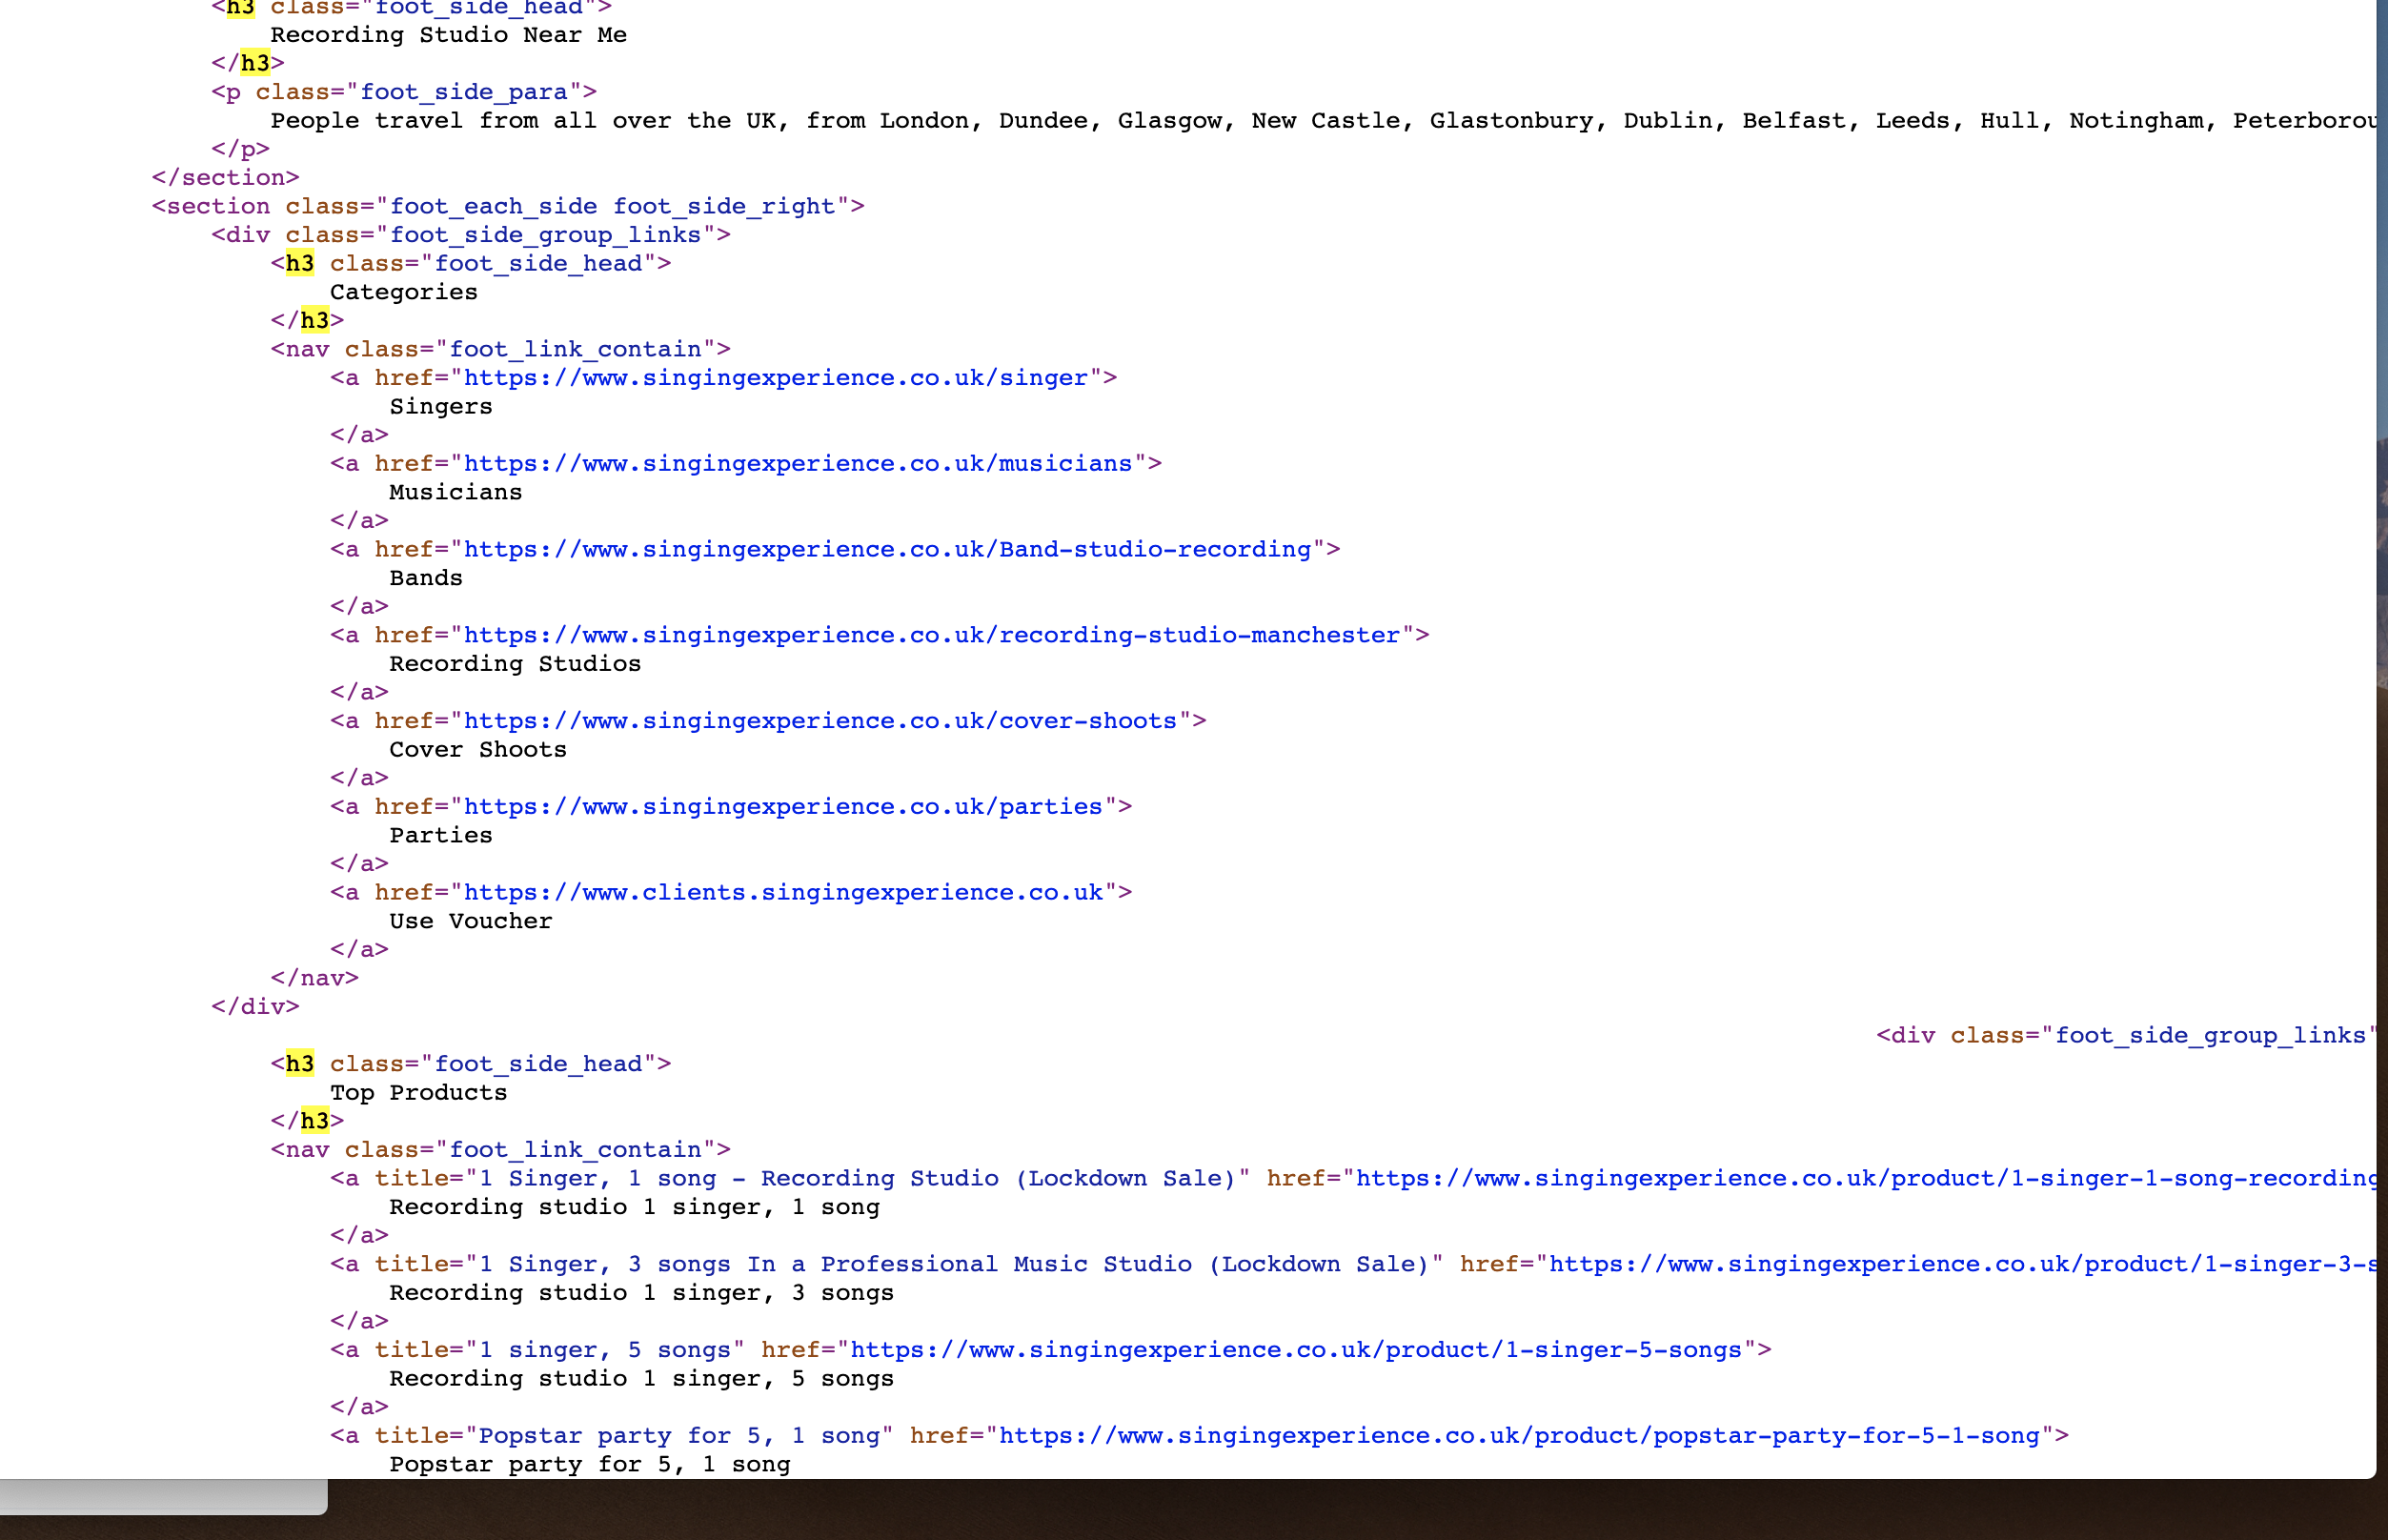 <h3 class="foot_side_head">
Recording Studio Near Me
</h3>
<p class="foot_side_para">
People travel from all over the UK, from London, Dundee, Glasgow, New Castle, Glastonbury, Dublin, Belfast, Leeds, Hull, Notingham, Peterborou
</p>
</section>
<section class="foot_each_side foot_side_right">
<div class="foot_side_group_links">
<h3 class="foot_side_head">
Categories
</h3>
<nav class="foot_link_contain">
<a href="https://www.singingexperience.co.uk/singer">
Singers
</a>
<a href="https://www.singingexperience.co.uk/musicians">
Musicians
</a>
<a href="https://www.singingexperience.co.uk/Band-studio-recording">
Bands
</a>
<a href="https://www.singingexperience.co.uk/recording-studio-manchester">
Recording Studios
</a>
<a href="https://www.singingexperience.co.uk/cover-shoots">
Cover Shoots
</a>
<a href="https://www.singingexperience.co.uk/parties">
Parties
</a>
<a href="https://www.clients.singingexperience.co.uk">
Use Voucher
</a>
</nav>
</div>
<div class="foot_side_group_links"
<h3 class="foot_side_head">
Top Products
</h3>
<nav class="foot_link_contain">
<a title="1 Singer, 1 song - Recording Studio (Lockdown Sale)" href="https://www.singingexperience.co.uk/product/1-singer-1-song-recording
Recording studio 1 singer, 1 song
</a>
<a title="1 Singer, 3 songs In a Professional Music Studio (Lockdown Sale)" href="https://www.singingexperience.co.uk/product/1-singer-3-s
Recording studio 1 singer, 3 songs
</a>
<a title="1 singer, 5 songs" href="https://www.singingexperience.co.uk/product/1-singer-5-songs">
Recording studio 1 singer, 5 songs
</a>
<a title="Popstar party for 5, 1 song" href="https://www.singingexperience.co.uk/product/popstar-party-for-5-1-song">
Popstar party for 5, 1 song